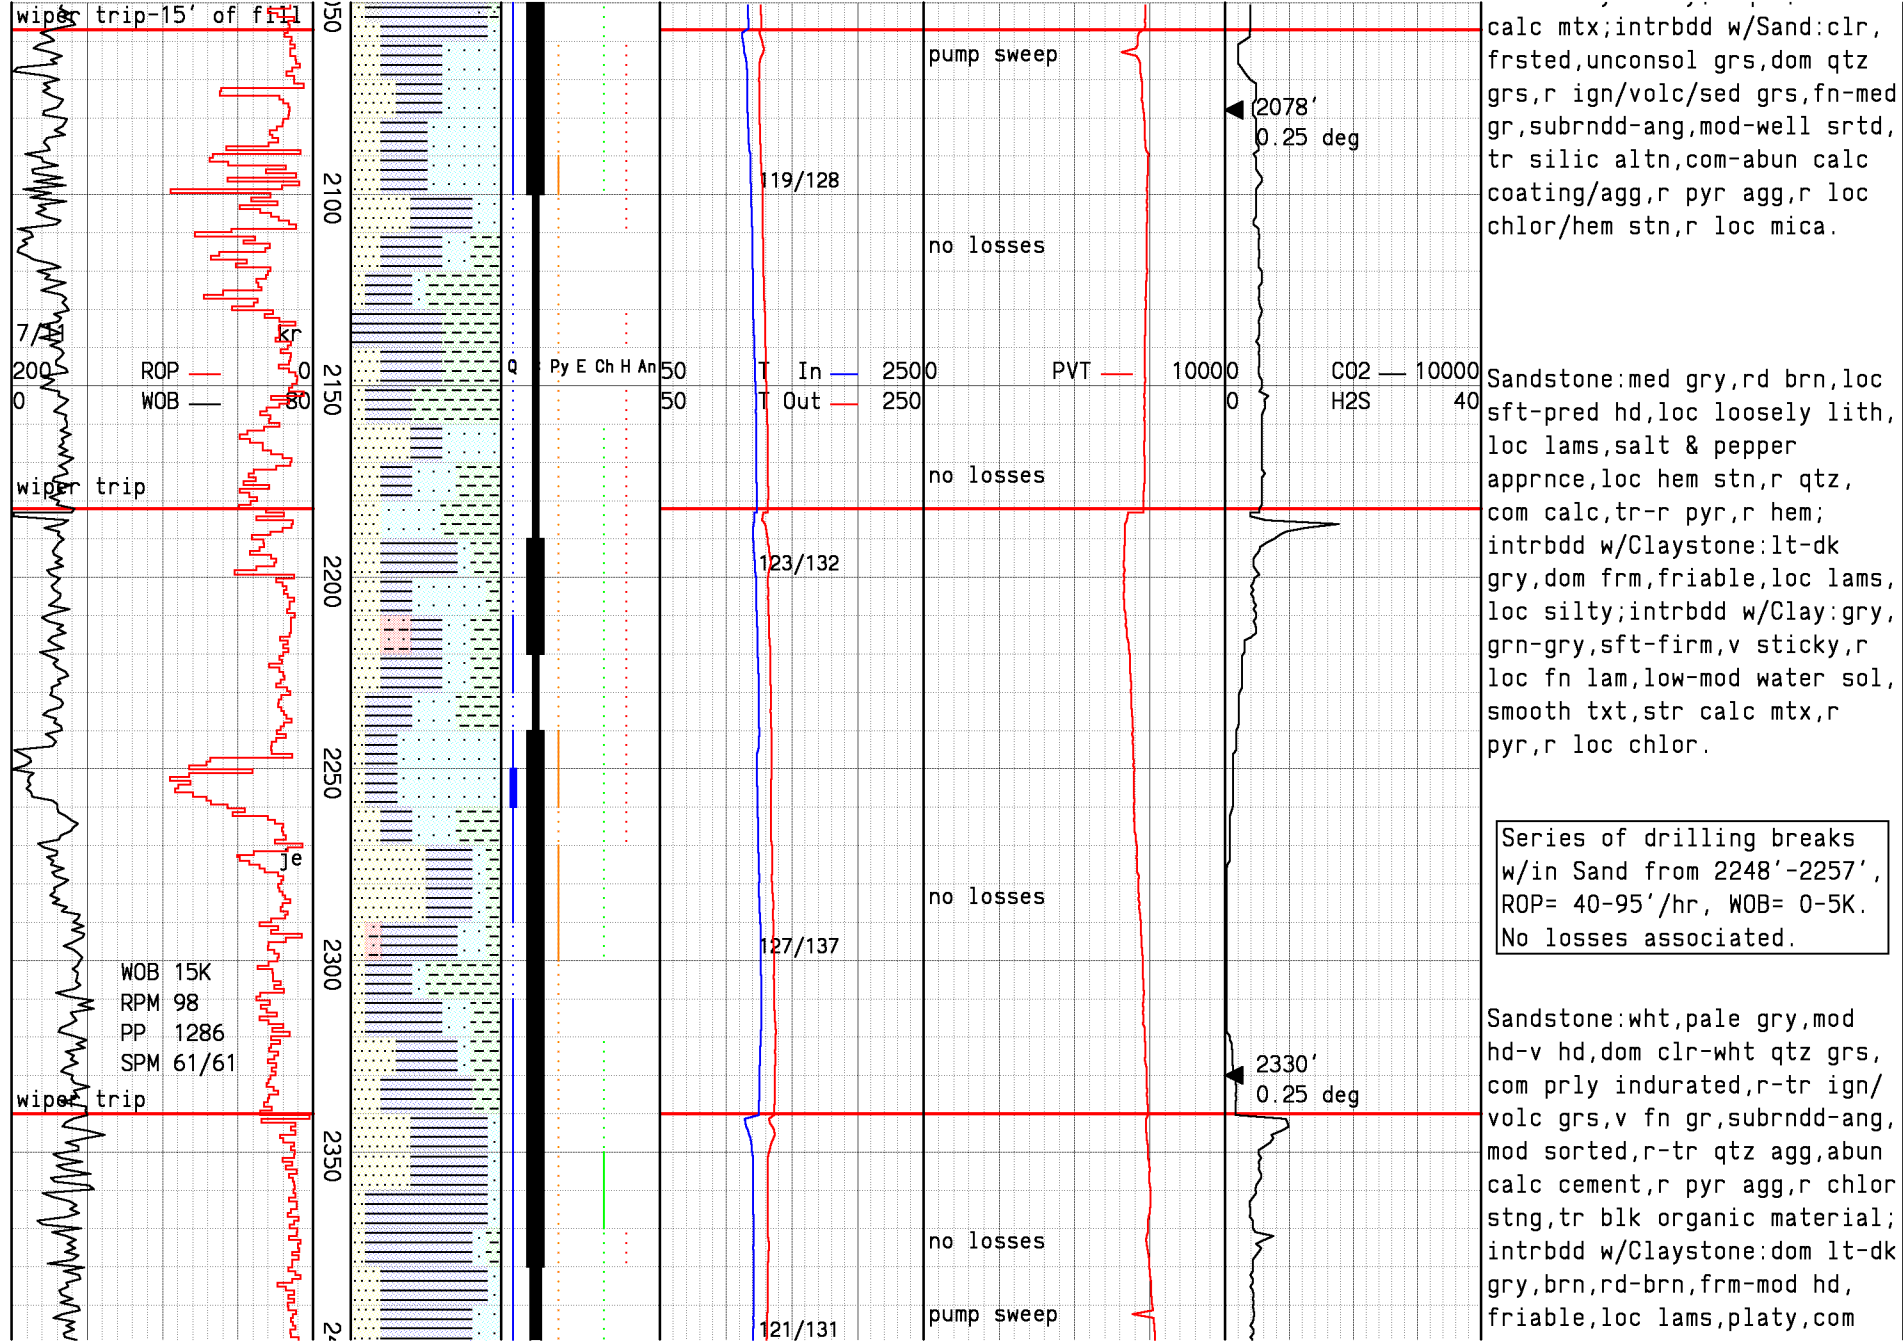 wiper trip-15' of fill
7/
kr
200 ROP 0
0 WOB 80
wiper trip
je
WOB 15K
RPM 98
PP 1286
SPM 61/61
wiper trip
2100
2150
2200
2250
2300
2350
Q Py E Ch H An
50 T In 250
50 T Out 250
119/128
123/132
127/137
121/131
pump sweep
no losses
0 PVT 1000
no losses
no losses
no losses
pump sweep
2078'
0.25 deg
0 CO2 10000
0 H2S 40
2330'
0.25 deg
calc mtx;intrbdd w/Sand:clr,
frsted,unconsol grs,dom qtz
grs,r ign/volc/sed grs,fn-med
gr,subrndd-ang,mod-well srtd,
tr silic altn,com-abun calc
coating/agg,r pyr agg,r loc
chlor/hem stn,r loc mica.
Sandstone:med gry,rd brn,loc
sft-pred hd,loc loosely lith,
loc lams,salt & pepper
apprnce,loc hem stn,r qtz,
com calc,tr-r pyr,r hem;
intrbdd w/Claystone:lt-dk
gry,dom frm,friable,loc lams,
loc silty;intrbdd w/Clay:gry,
grn-gry,sft-firm,v sticky,r
loc fn lam,low-mod water sol,
smooth txt,str calc mtx,r
pyr,r loc chlor.
Series of drilling breaks
w/in Sand from 2248'-2257',
ROP= 40-95'/hr, WOB= 0-5K.
No losses associated.
Sandstone:wht,pale gry,mod
hd-v hd,dom clr-wht qtz grs,
com prly indurated,r-tr ign/
volc grs,v fn gr,subrndd-ang,
mod sorted,r-tr qtz agg,abun
calc cement,r pyr agg,r chlor
stng,tr blk organic material;
intrbdd w/Claystone:dom lt-dk
gry,brn,rd-brn,frm-mod hd,
friable,loc lams,platy,com